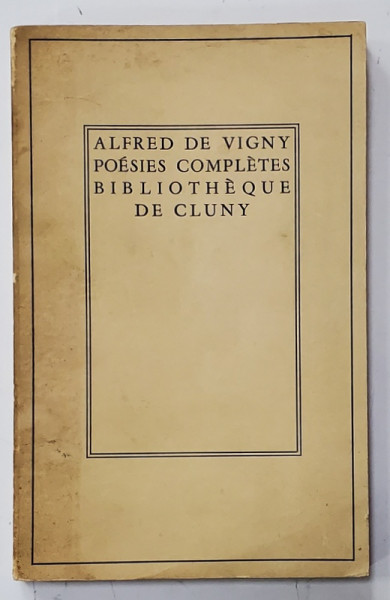 ALFRED DE VIGNY
POÉSIES COMPLÈTES
BIBLIOTHÈQUE
DE CLUNY